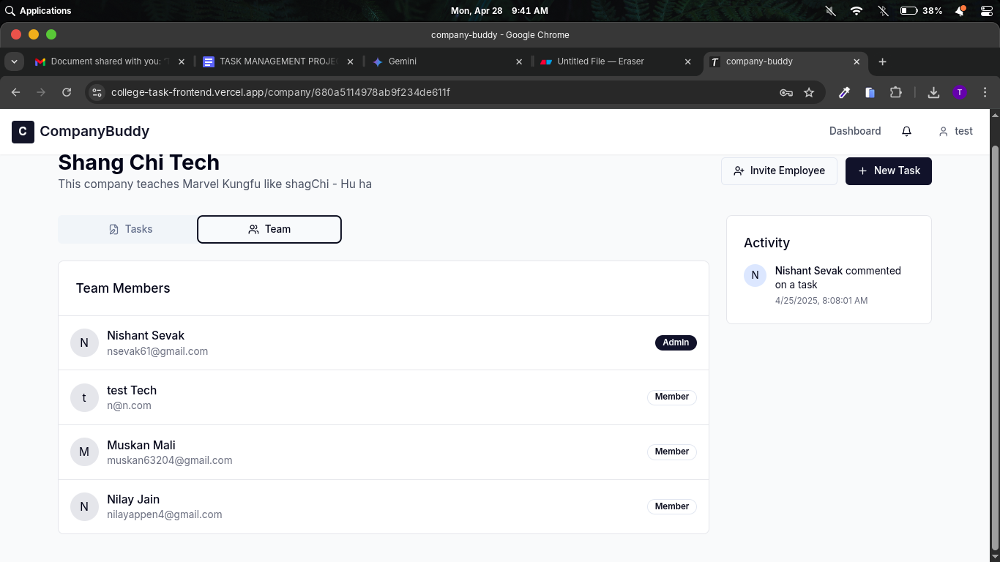 Applications
Mon, Apr 28 9:41 AM
38%
company-buddy - Google Chrome
Document shared with you: "
TASK MANAGEMENT PROJE
Gemini
Untitled File — Eraser
company-buddy
college-task-frontend.vercel.app/company/680a5114978ab9f234de611f
T
C CompanyBuddy
Dashboard
test
Shang Chi Tech
This company teaches Marvel Kungfu like shagChi - Hu ha
Invite Employee
New Task
Tasks
Team
Team Members
N
Nishant Sevak
nsevak61@gmail.com
Admin
t
test Tech
n@n.com
Member
M
Muskan Mali
muskan63204@gmail.com
Member
N
Nilay Jain
nilayappen4@gmail.com
Member
Activity
N
Nishant Sevak commented
on a task
4/25/2025, 8:08:01 AM